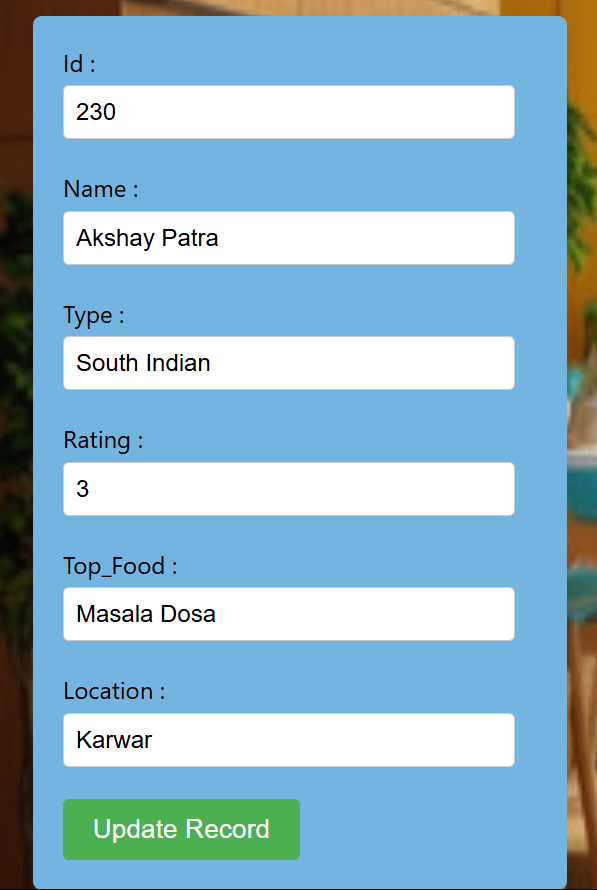 Id :
230
Name :
Akshay Patra
Type :
South Indian
Rating :
3
Top_Food :
Masala Dosa
Location :
Karwar
Update Record